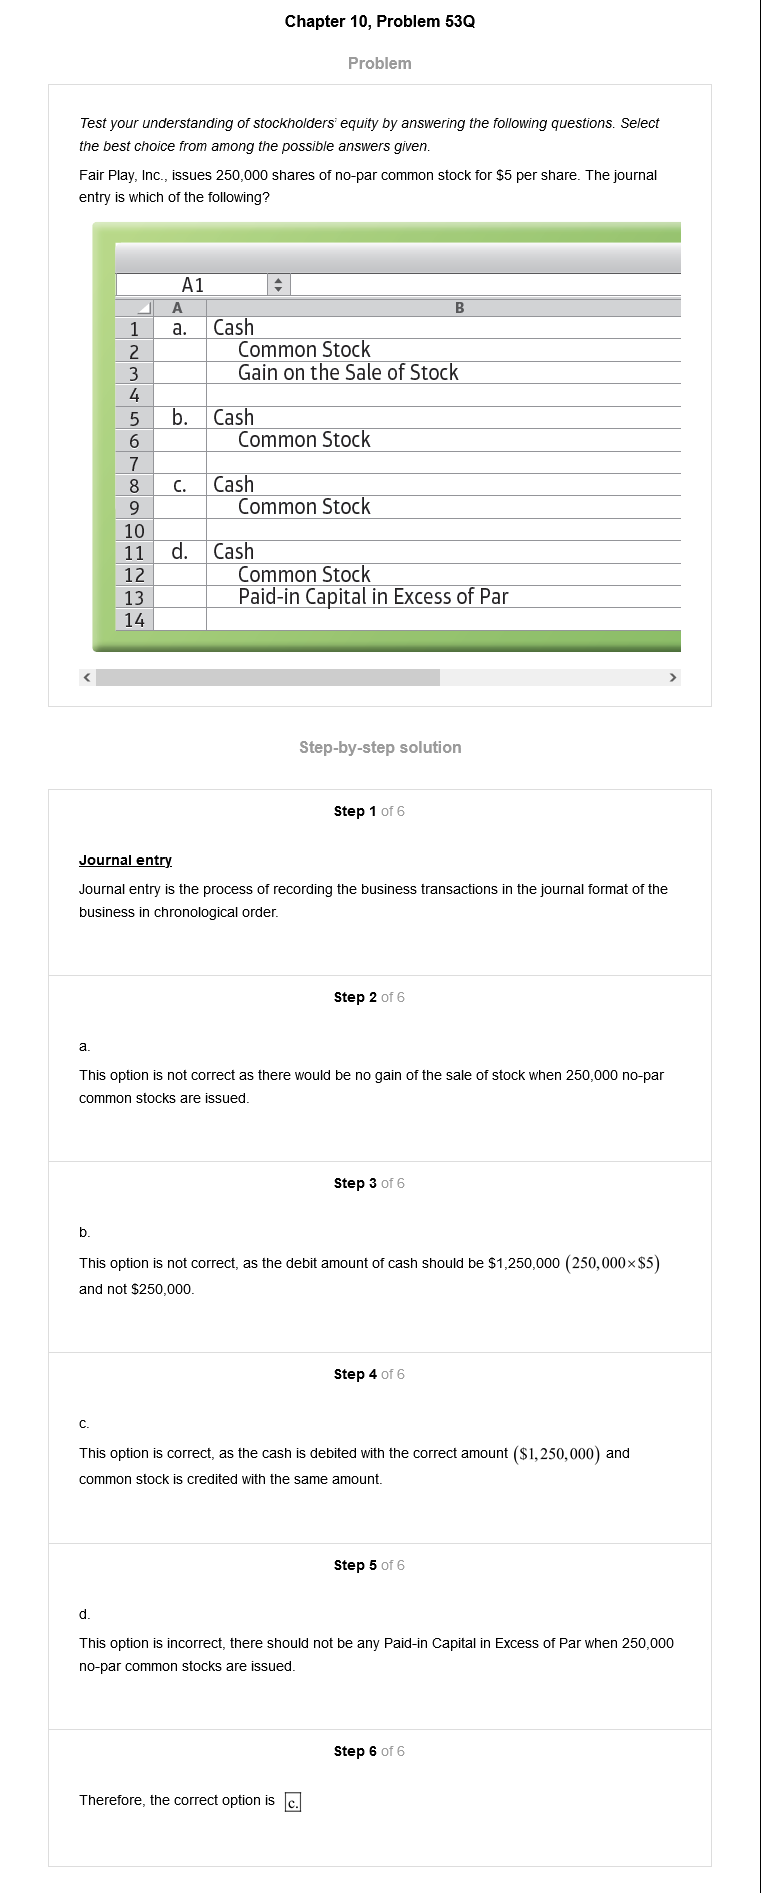 Chapter 10, Problem 53Q
Problem
Test your understanding of stockholders' equity by answering the following questions. Select
the best choice from among the possible answers given.
Fair Play, Inc., issues 250,000 shares of no-par common stock for $5 per share. The journal
entry is which of the following?
A1
A B
1 a. Cash
2 Common Stock
3 Gain on the Sale of Stock
4
5 b. Cash
6 Common Stock
7
8 c. Cash
9 Common Stock
10
11 d. Cash
12 Common Stock
13 Paid-in Capital in Excess of Par
14
Step-by-step solution
Step 1 of 6
Journal entry
Journal entry is the process of recording the business transactions in the journal format of the
business in chronological order.
Step 2 of 6
a.
This option is not correct as there would be no gain of the sale of stock when 250,000 no-par
common stocks are issued.
Step 3 of 6
b.
This option is not correct, as the debit amount of cash should be $1,250,000 (250,000×$5)
and not $250,000.
Step 4 of 6
c.
This option is correct, as the cash is debited with the correct amount ($1,250,000) and
common stock is credited with the same amount.
Step 5 of 6
d.
This option is incorrect, there should not be any Paid-in Capital in Excess of Par when 250,000
no-par common stocks are issued.
Step 6 of 6
Therefore, the correct option is c.